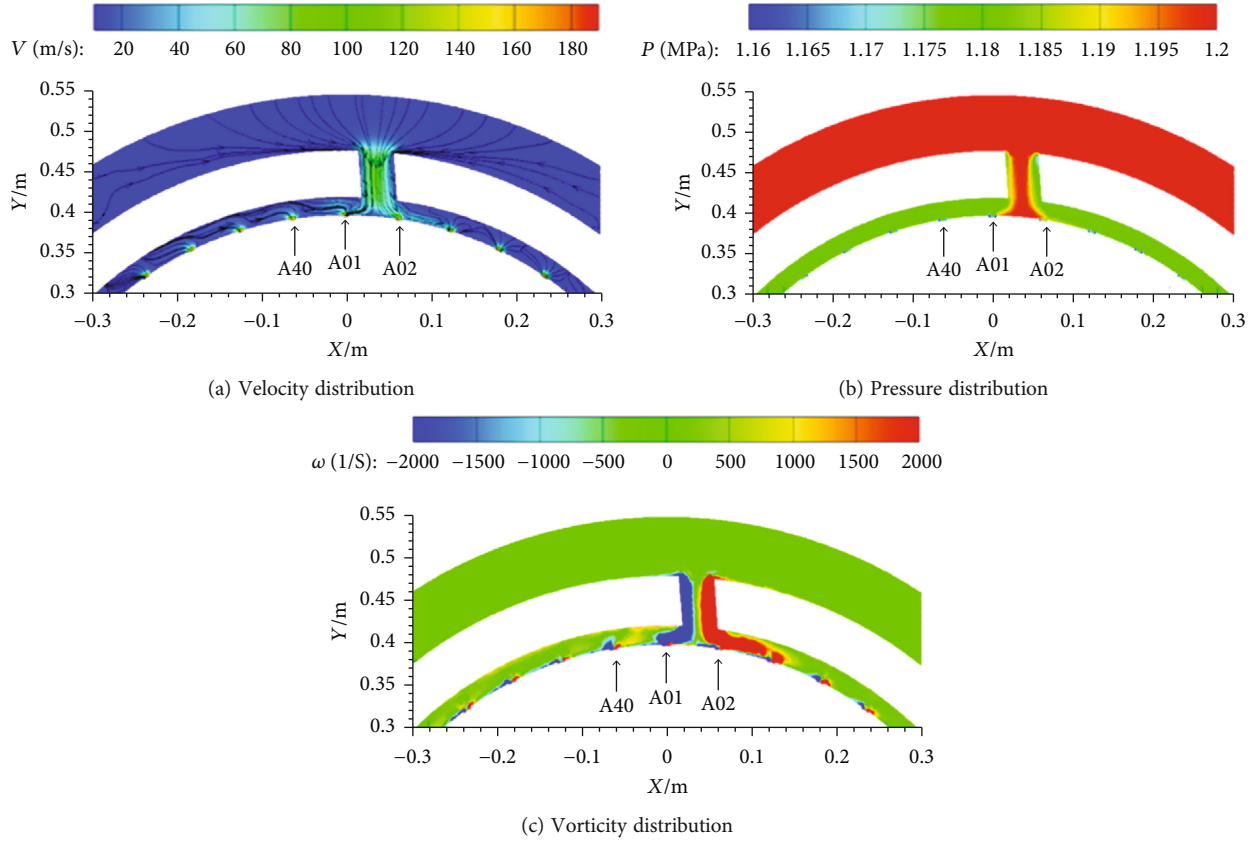 V (m/s): 20 40 60 80 100 120 140 160 180
P (MPa): 1.16 1.165 1.17 1.175 1.18 1.185 1.19 1.195 1.2
0.55
0.5
0.45
0.4
0.35
0.3
Y/m
A40 A01 A02
−0.3 −0.2 −0.1 0 0.1 0.2 0.3
X/m
(a) Velocity distribution
0.55
0.5
0.45
0.4
0.35
0.3
Y/m
A40 A01 A02
−0.3 −0.2 −0.1 0 0.1 0.2 0.3
X/m
(b) Pressure distribution
ω (1/S): −2000 −1500 −1000 −500 0 500 1000 1500 2000
0.55
0.5
0.45
0.4
0.35
0.3
Y/m
A40 A01 A02
−0.3 −0.2 −0.1 0 0.1 0.2 0.3
X/m
(c) Vorticity distribution